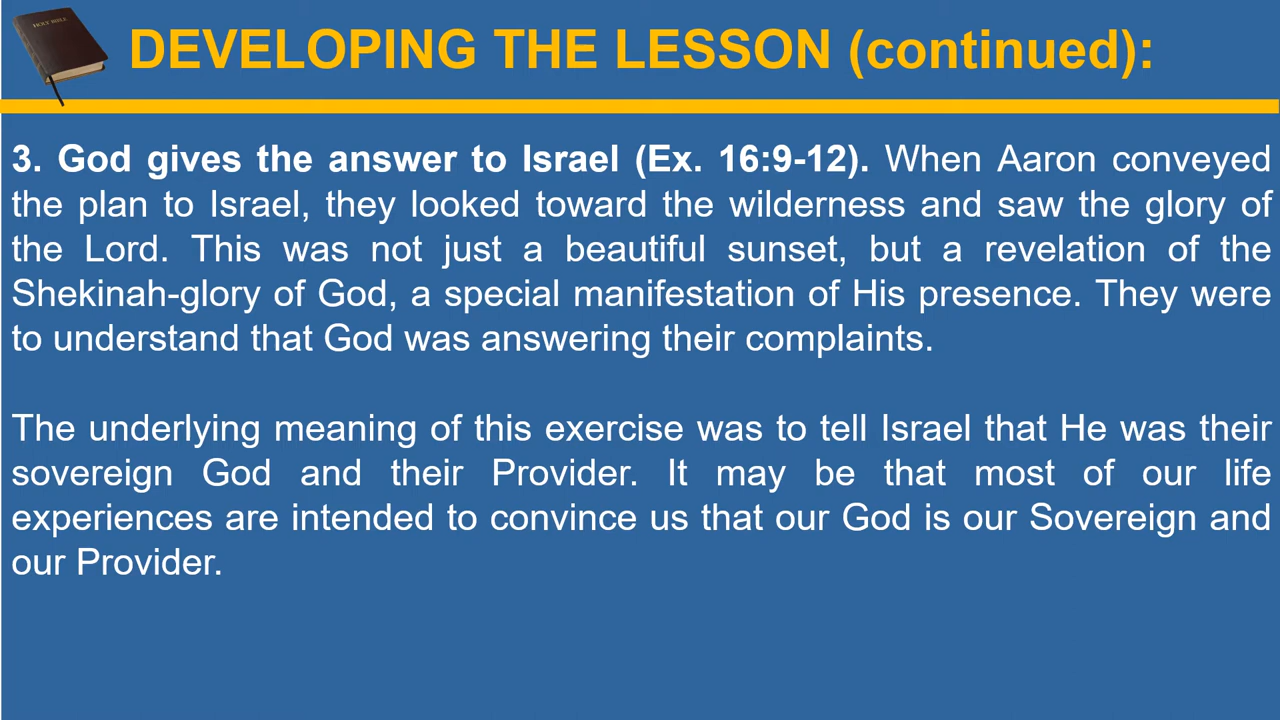 HOLY BIBLE
DEVELOPING THE LESSON (continued):
3. God gives the answer to Israel (Ex. 16:9-12). When Aaron conveyed
the plan to Israel, they looked toward the wilderness and saw the glory of
the Lord. This was not just a beautiful sunset, but a revelation of the
Shekinah-glory of God, a special manifestation of His presence. They were
to understand that God was answering their complaints.
The underlying meaning of this exercise was to tell Israel that He was their
sovereign God and their Provider. It may be that most of our life
experiences are intended to convince us that our God is our Sovereign and
our Provider.